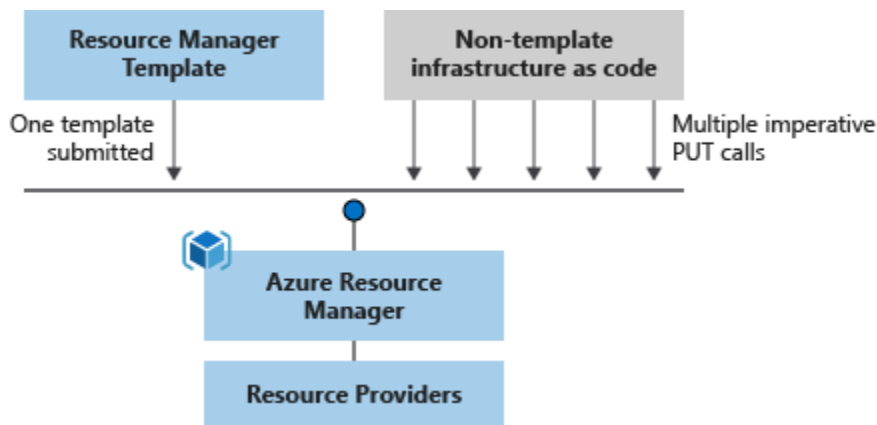 Resource Manager
Template
Non-template
infrastructure as code
One template
submitted
Multiple imperative
PUT calls
Azure Resource
Manager
Resource Providers